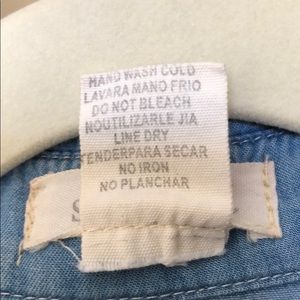 HAND WASH COLD
LAVARA MANO FRIO
DO NOT BLEACH
NOUTILIZARLE JIA
LINE DRY
TENDERPARA SECAR
NO IRON
NO PLANCHAR
S